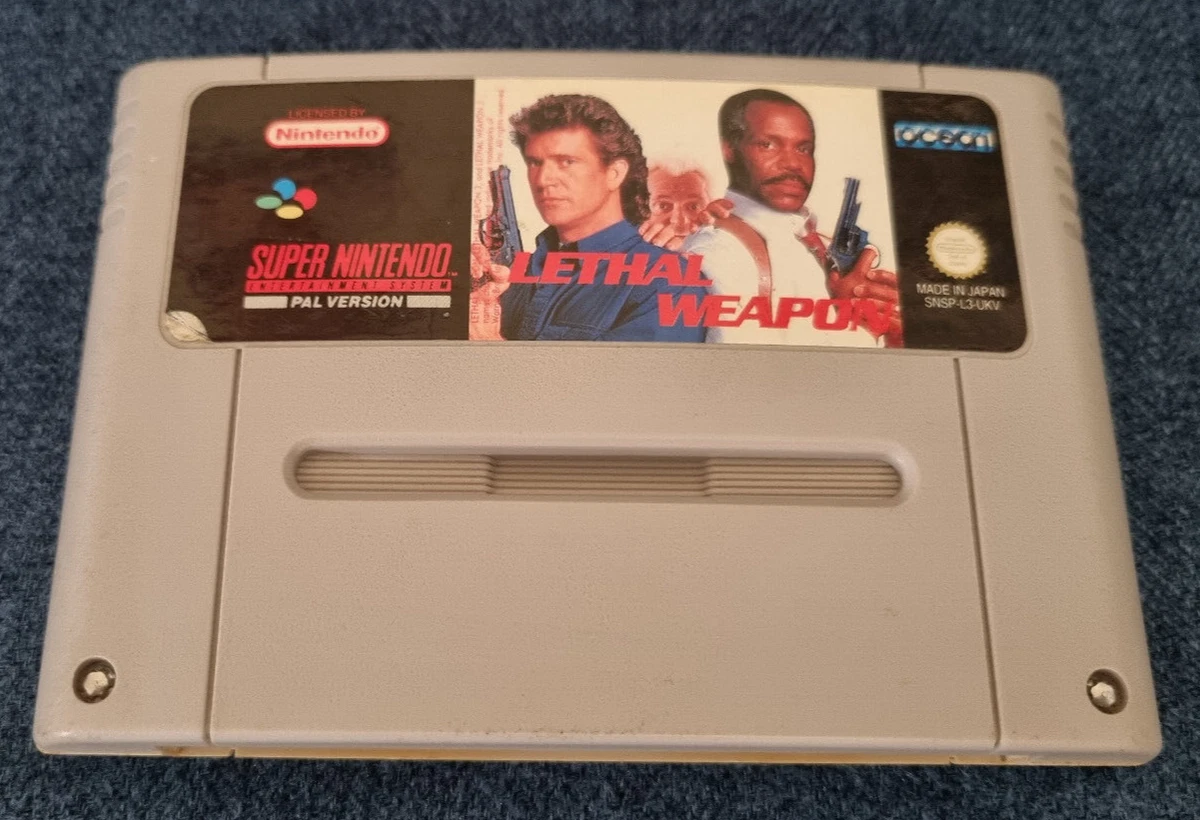 LICENSED BY
Nintendo
SUPER NINTENDO
ENTERTAINMENT SYSTEM
PAL VERSION
LETHAL
WEAPON
OCEAN
MADE IN JAPAN
SNSP-L3-UKV